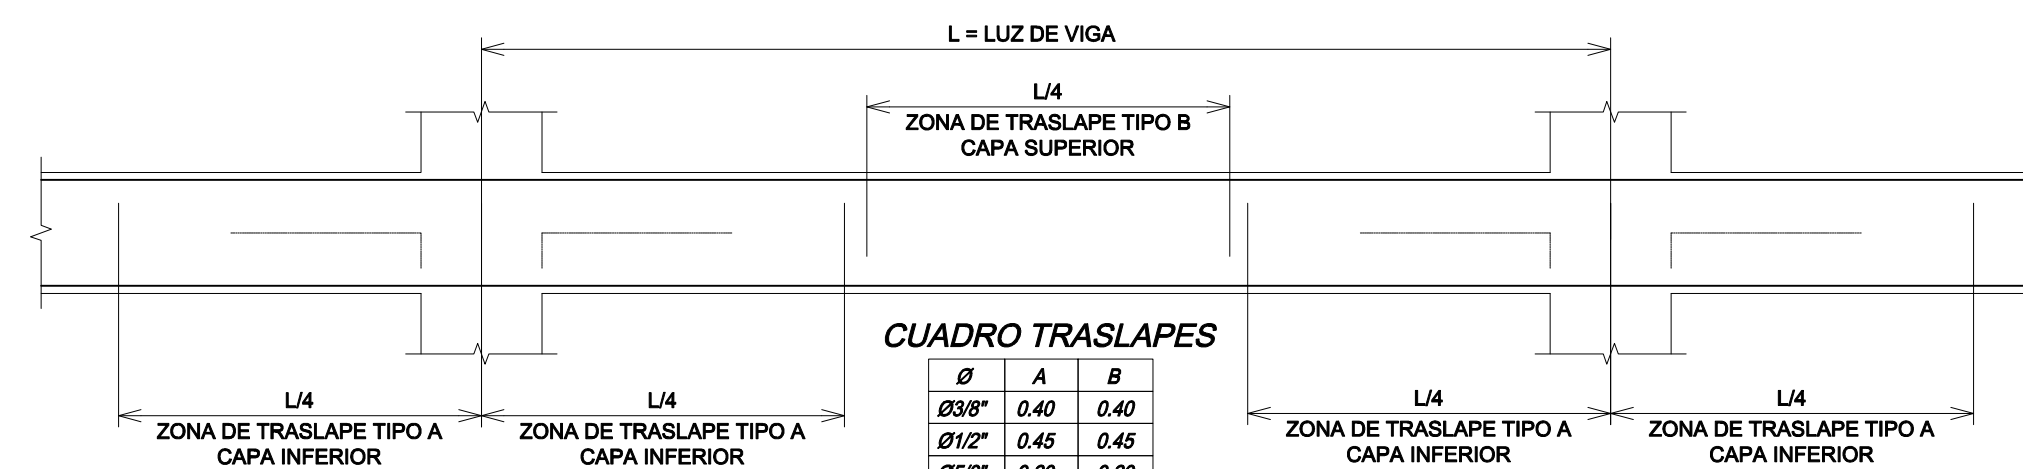 L = LUZ DE VIGA
L/4
ZONA DE TRASLAPE TIPO B
CAPA SUPERIOR
CUADRO TRASLAPES
Ø A B
Ø3/8" 0.40 0.40
Ø1/2" 0.45 0.45
L/4
ZONA DE TRASLAPE TIPO A
CAPA INFERIOR
L/4
ZONA DE TRASLAPE TIPO A
CAPA INFERIOR
L/4
ZONA DE TRASLAPE TIPO A
CAPA INFERIOR
L/4
ZONA DE TRASLAPE TIPO A
CAPA INFERIOR